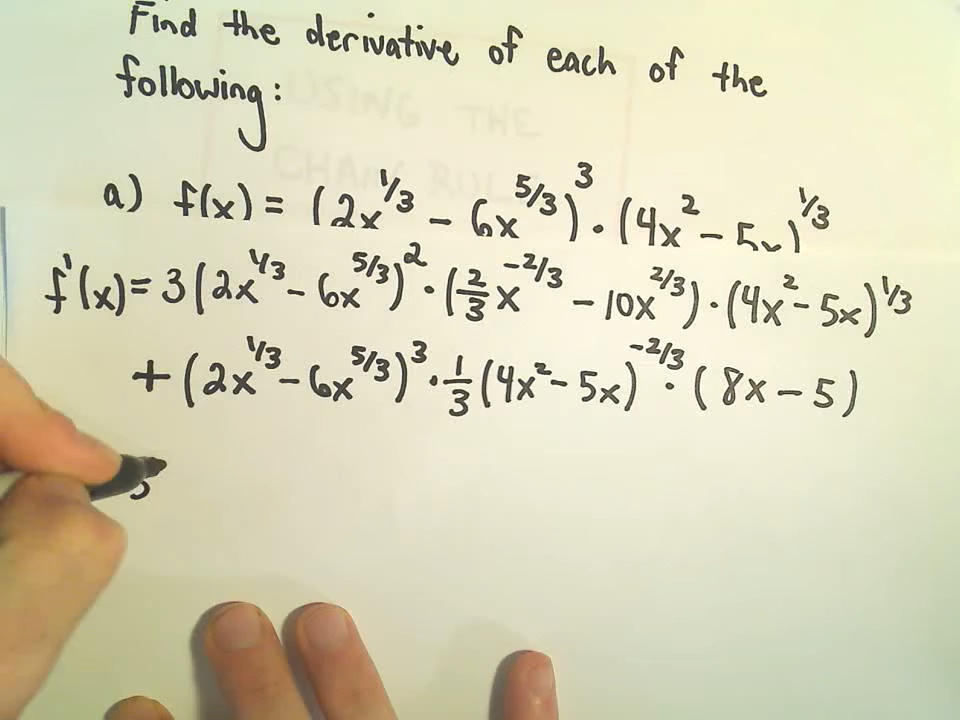 Find the derivative of each of the
following:
a) f(x) = (2x^{1/3} - 6x^{5/3})^3 · (4x^2 - 5x)^{1/3}
f'(x) = 3(2x^{1/3} - 6x^{5/3})^2 · (2/3 x^{-2/3} - 10x^{2/3}) · (4x^2 - 5x)^{1/3}
+ (2x^{1/3} - 6x^{5/3})^3 · 1/3 (4x^2 - 5x)^{-2/3} · (8x - 5)